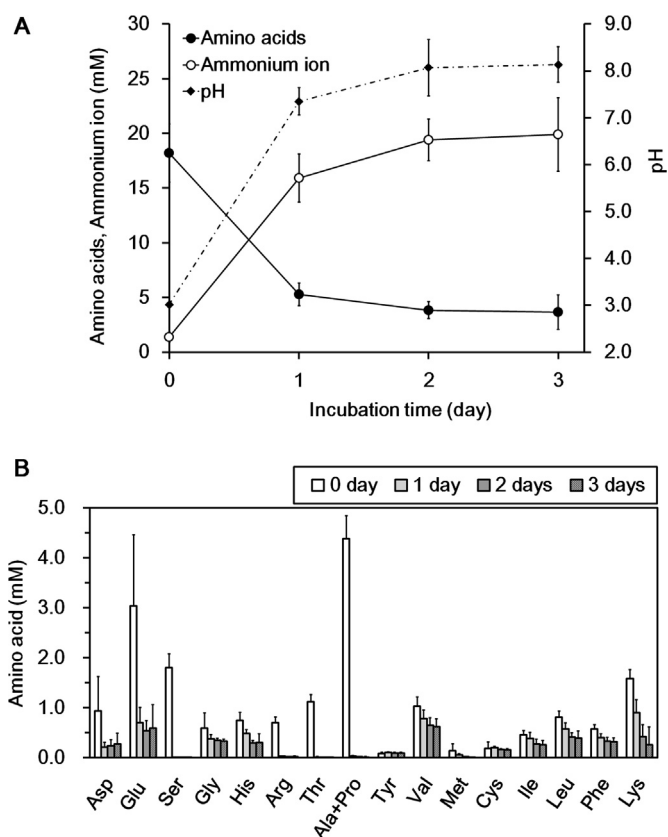 A
Amino acids
Ammonium ion
pH
Amino acids, Ammonium ion (mM)
30
25
20
15
10
5
0
9.0
8.0
7.0
6.0
5.0
4.0
3.0
2.0
pH
0 1 2 3
Incubation time (day)
B
0 day 1 day 2 days 3 days
Amino acid (mM)
5.0
4.0
3.0
2.0
1.0
0.0
Asp Glu Ser Gly His Arg Thr Ala+Pro Tyr Val Met Cys Ile Leu Phe Lys